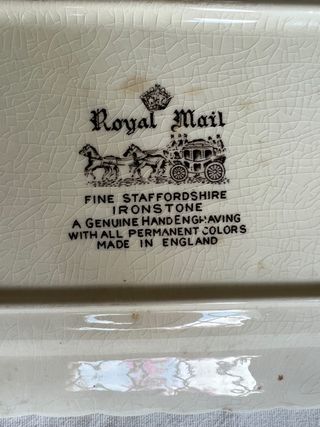 Royal Mail
FINE STAFFORDSHIRE
IRONSTONE
A GENUINE HAND ENGRAVING
WITH ALL PERMANENT COLORS
MADE IN ENGLAND